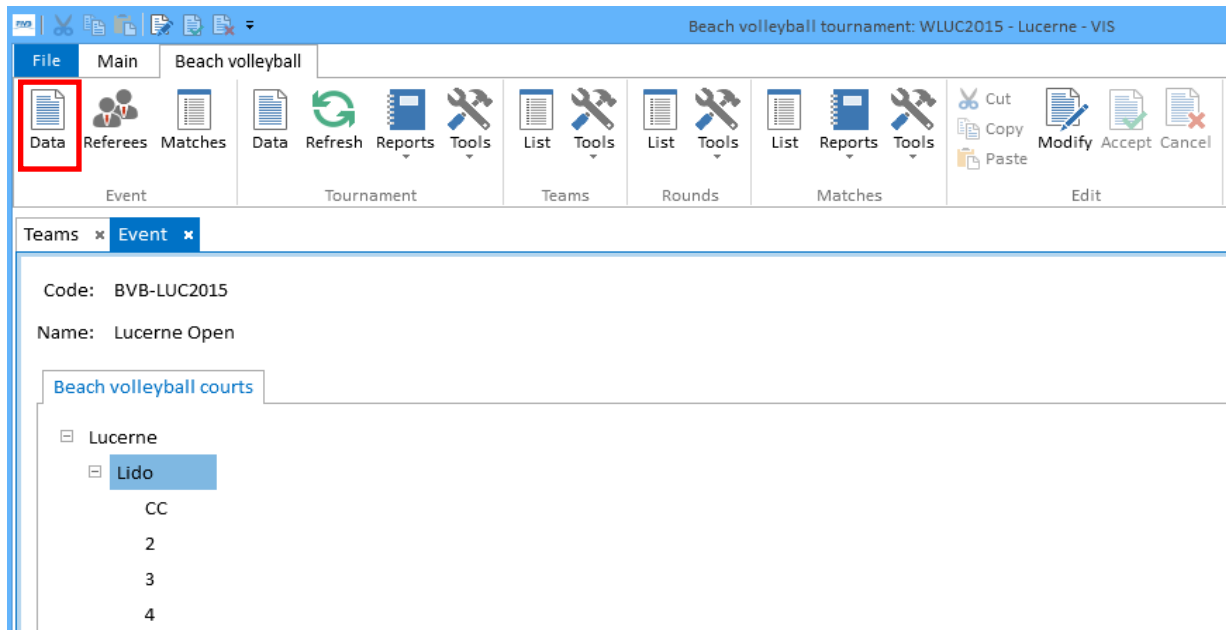 FIVB Beach volleyball tournament: WLUC2015 - Lucerne - VIS
File Main Beach volleyball
Data Referees Matches Data Refresh Reports Tools List Tools List Tools List Reports Tools Cut Copy Paste Modify Accept Cancel
Event Tournament Teams Rounds Matches Edit
Teams Event
Code: BVB-LUC2015
Name: Lucerne Open
Beach volleyball courts
Lucerne
Lido
CC
2
3
4